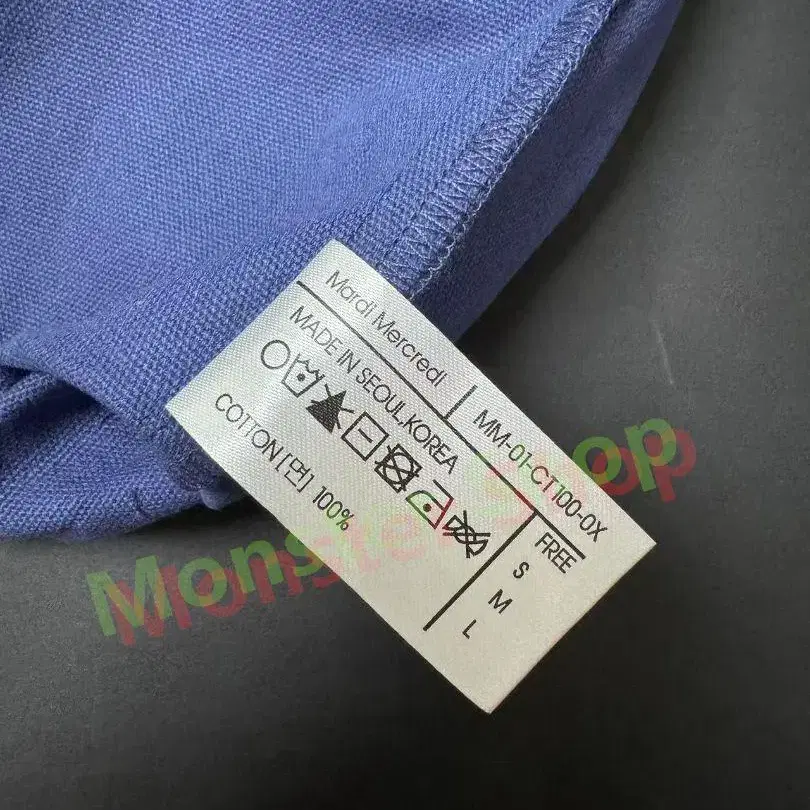 Mardi Mercredi
MM-01-CT100-0X
MADE IN SEOUL,KOREA
COTTON[면] 100%
FREE
S
M
L
Monster Shop